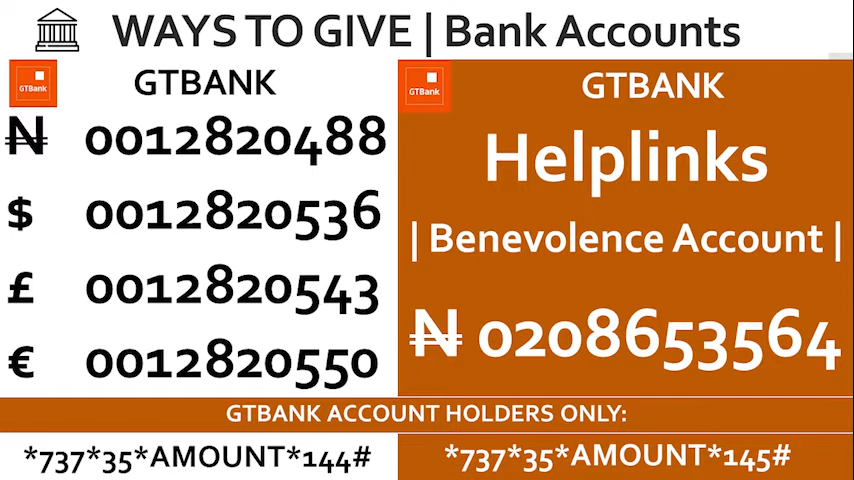 WAYS TO GIVE | Bank Accounts
GTBank
GTBANK
₦ 0012820488
$ 0012820536
£ 0012820543
€ 0012820550
GTBank
GTBANK
Helplinks
| Benevolence Account |
₦ 0208653564
GTBANK ACCOUNT HOLDERS ONLY:
*737*35*AMOUNT*144#
*737*35*AMOUNT*145#